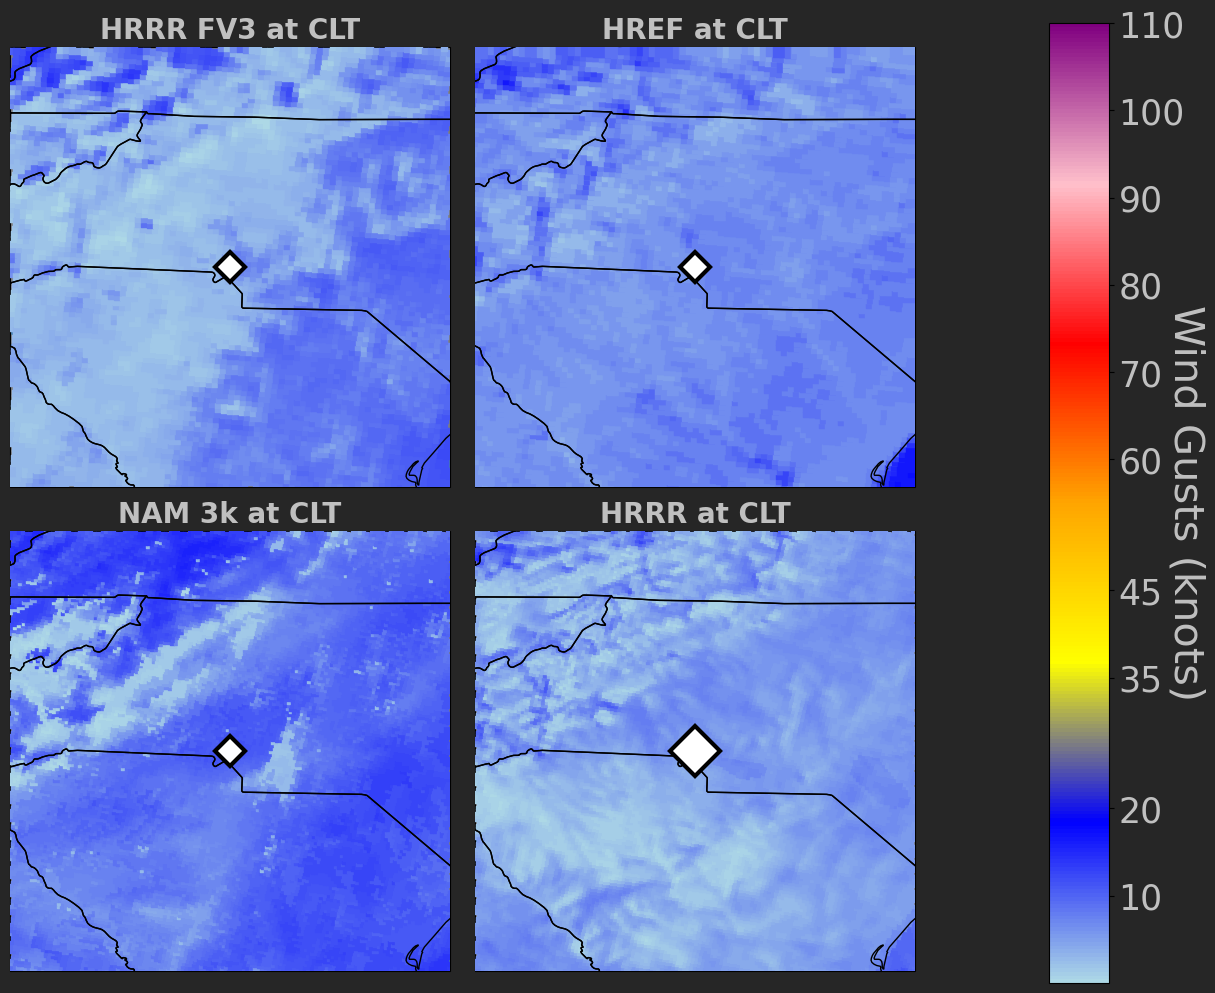 HRRR FV3 at CLT
HREF at CLT
NAM 3k at CLT
HRRR at CLT
110
100
90
80
70
60
45
35
20
10
Wind Gusts (knots)